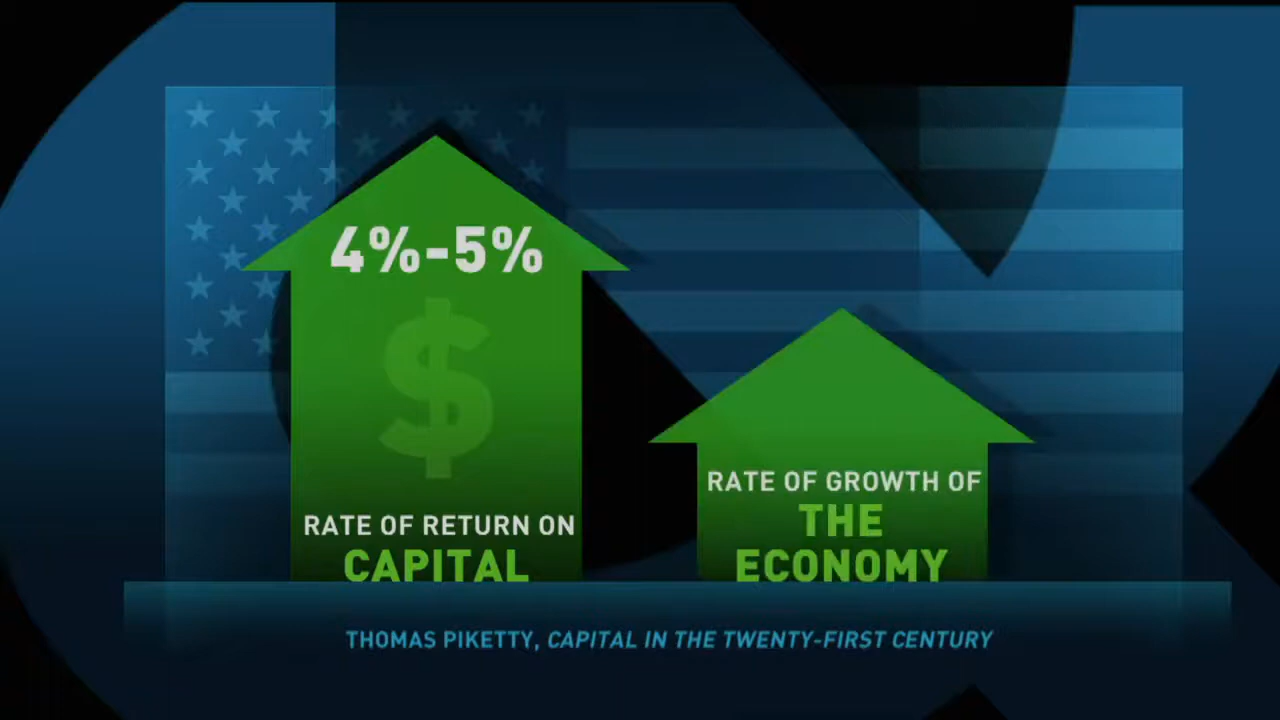 4%-5%
$
RATE OF RETURN ON
CAPITAL
RATE OF GROWTH OF
THE
ECONOMY
THOMAS PIKETTY, CAPITAL IN THE TWENTY-FIRST CENTURY